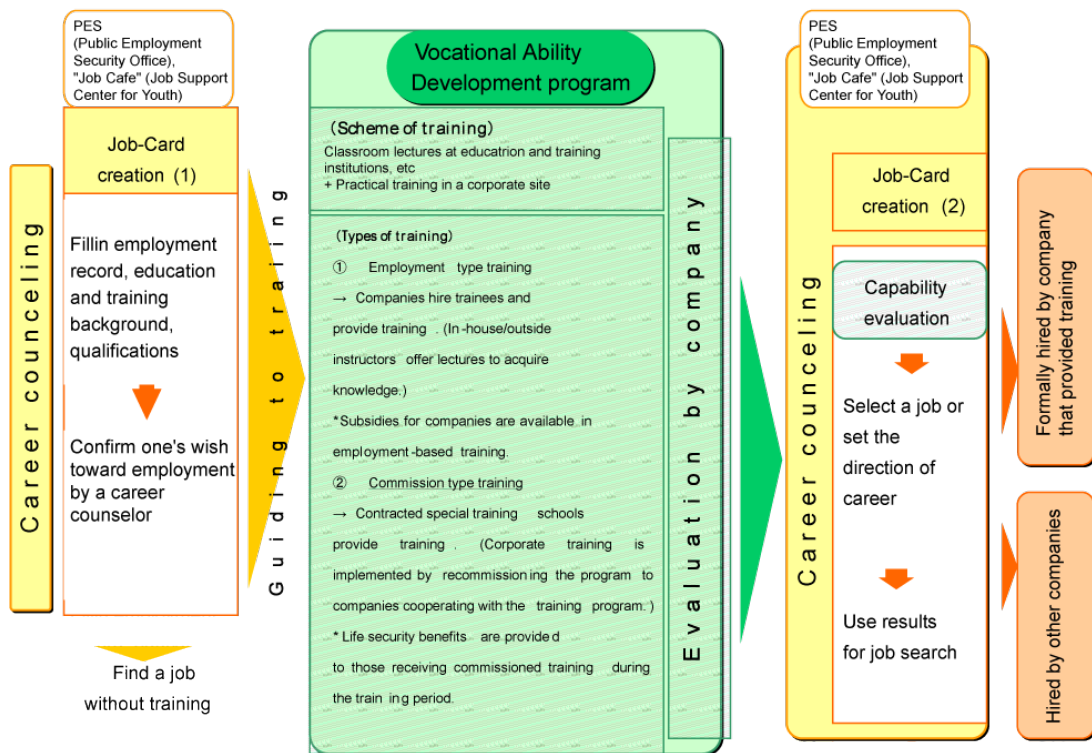 PES
(Public Employment
Security Office),
"Job Cafe" (Job Support
Center for Youth)
Job-Card
creation (1)
Career counceling
Fillin employment
record, education
and training
background,
qualifications
Confirm one's wish
toward employment
by a career
counselor
Find a job
without training
Guiding to traiing
Vocational Ability
Development program
(Scheme of training)
Classroom lectures at educatrion and training
institutions, etc
+ Practical training in a corporate site
(Types of training)
① Employment type training
→ Companies hire trainees and
provide training . (In-house/outside
instructors offer lectures to acquire
knowledge.)
*Subsidies for companies are available in
employment-based training.
② Commission type training
→ Contracted special training schools
provide training . (Corporate training is
implemented by recommissioning the program to
companies cooperating with the training program.)
* Life security benefits are provided
to those receiving commissioned training during
the train ing period.
Evaluation by company
PES
(Public Employment
Security Office),
"Job Cafe" (Job Support
Center for Youth)
Career counceling
Job-Card
creation (2)
Capability
evaluation
Select a job or
set the
direction of
career
Use results
for job search
Formally hired by company
that provided training
Hired by other companies